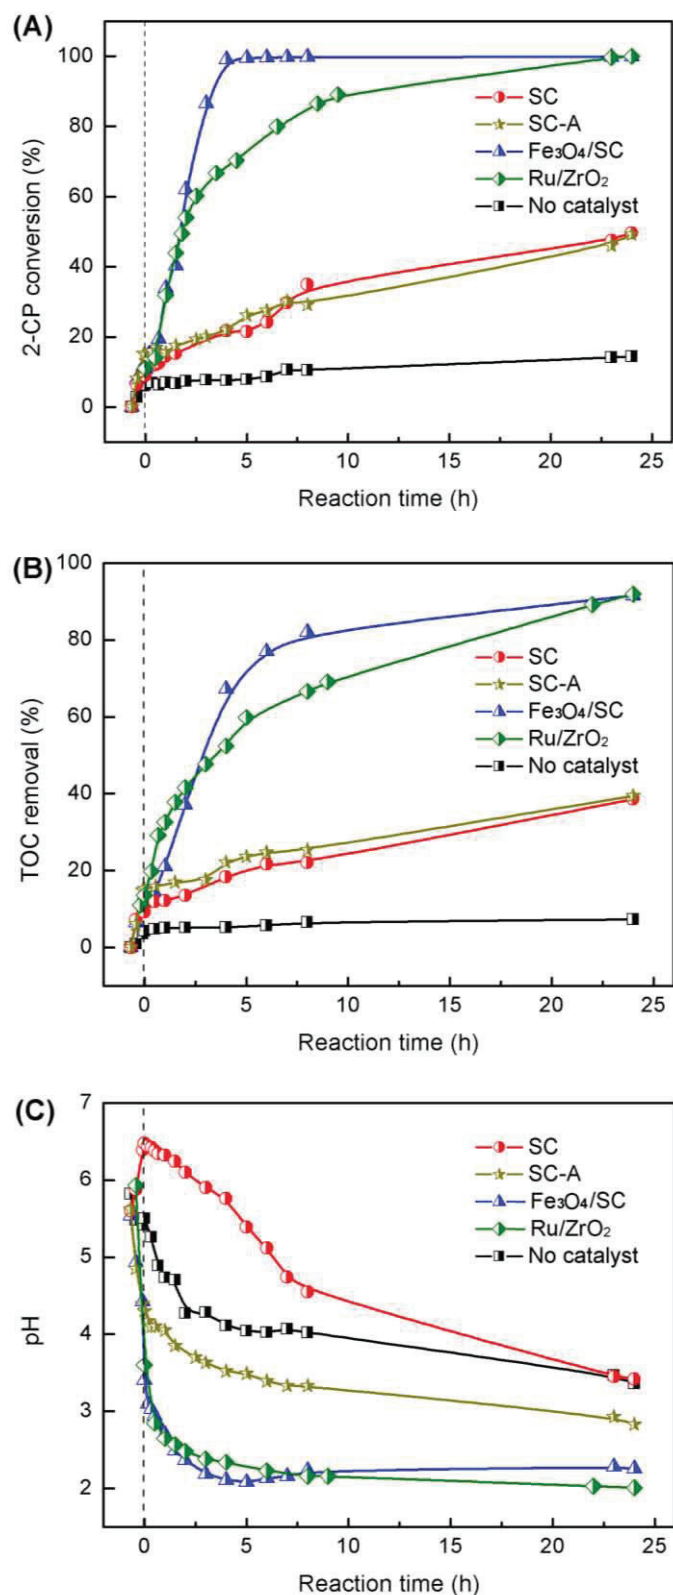 (A)
2-CP conversion (%)
100
80
60
40
20
0
SC
SC-A
Fe₃O₄/SC
Ru/ZrO₂
No catalyst
0 5 10 15 20 25
Reaction time (h)
(B)
TOC removal (%)
100
80
60
40
20
0
SC
SC-A
Fe₃O₄/SC
Ru/ZrO₂
No catalyst
0 5 10 15 20 25
Reaction time (h)
(C)
pH
7
6
5
4
3
2
SC
SC-A
Fe₃O₄/SC
Ru/ZrO₂
No catalyst
0 5 10 15 20 25
Reaction time (h)